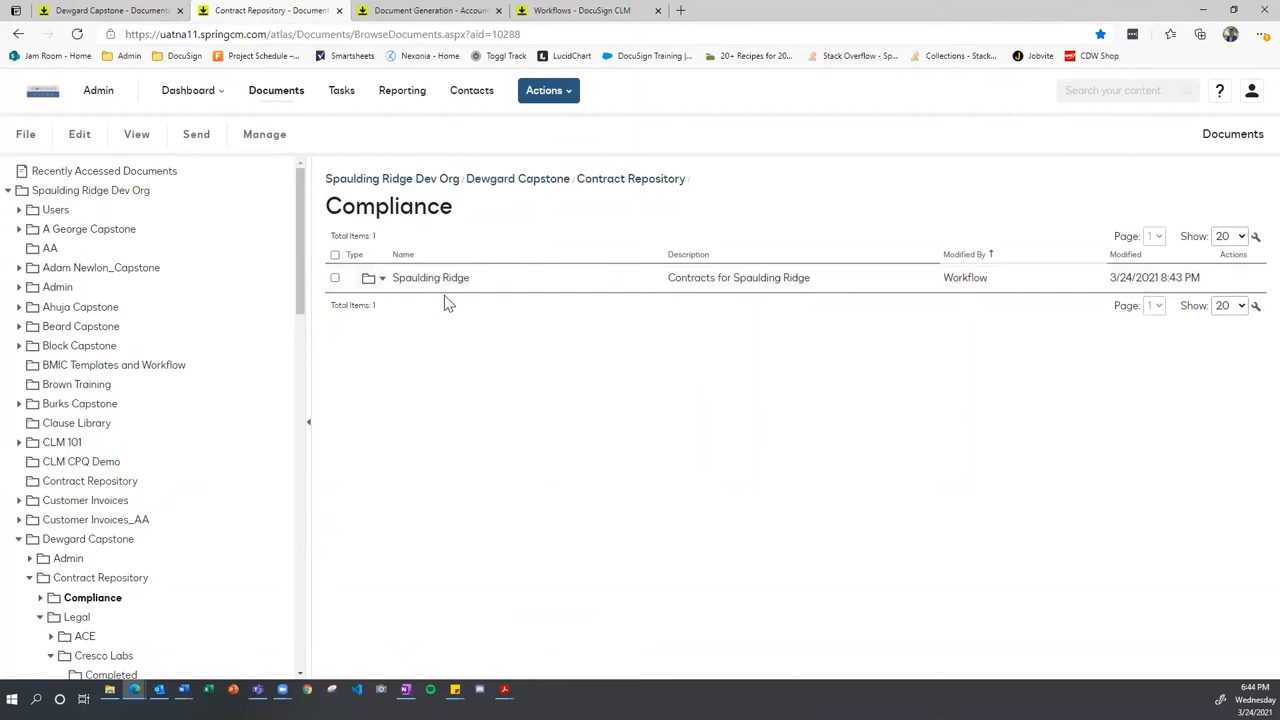 Dewgard Capstone - Documents
Contract Repository - Document
Document Generation - Account
Workflows - DocuSign CLM
https://uatna11.springcm.com/atlas/Documents/BrowseDocuments.aspx?aid=10288
Jam Room - Home
Admin
DocuSign
Project Schedule –...
Smartsheets
Nexonia - Home
Toggl Track
LucidChart
DocuSign Training |...
20+ Recipes for 20...
Stack Overflow - Sp...
Collections - Stack...
Jobvite
CDW Shop
Admin
Dashboard
Documents
Tasks
Reporting
Contacts
Actions
Search your content
?
File
Edit
View
Send
Manage
Documents
Recently Accessed Documents
Spaulding Ridge Dev Org
Users
A George Capstone
AA
Adam Newlon_Capstone
Admin
Ahuja Capstone
Beard Capstone
Block Capstone
BMIC Templates and Workflow
Brown Training
Burks Capstone
Clause Library
CLM 101
CLM CPQ Demo
Contract Repository
Customer Invoices
Customer Invoices_AA
Dewgard Capstone
Admin
Contract Repository
Compliance
Legal
ACE
Cresco Labs
Completed
Spaulding Ridge Dev Org / Dewgard Capstone / Contract Repository /
Compliance
Total Items: 1
Page: 1
Show: 20
Type Name Description Modified By Modified Actions
Spaulding Ridge Contracts for Spaulding Ridge Workflow 3/24/2021 8:43 PM
Total Items: 1
Page: 1
Show: 20
6:44 PM
Wednesday
3/24/2021